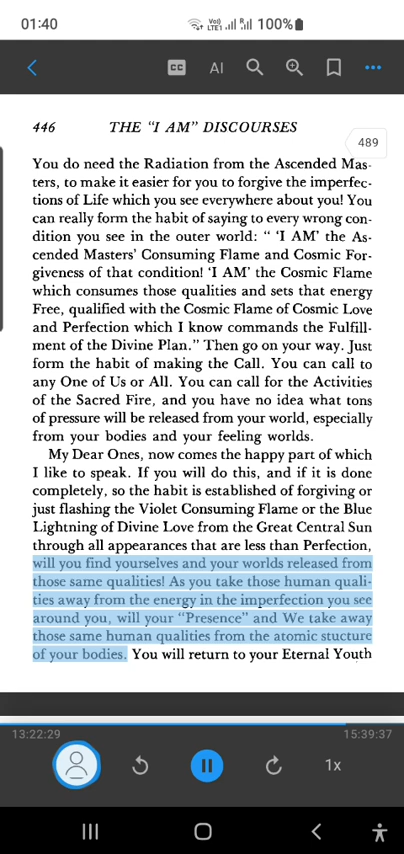 01:40
Vo)) LTE1 R 100%
CC AI
446 THE "I AM" DISCOURSES
489
You do need the Radiation from the Ascended Mas-
ters, to make it easier for you to forgive the imperfec-
tions of Life which you see everywhere about you! You
can really form the habit of saying to every wrong con-
dition you see in the outer world: " 'I AM' the As-
cended Masters' Consuming Flame and Cosmic For-
giveness of that condition! 'I AM' the Cosmic Flame
which consumes those qualities and sets that energy
Free, qualified with the Cosmic Flame of Cosmic Love
and Perfection which I know commands the Fulfill-
ment of the Divine Plan." Then go on your way. Just
form the habit of making the Call. You can call to
any One of Us or All. You can call for the Activities
of the Sacred Fire, and you have no idea what tons
of pressure will be released from your world, especially
from your bodies and your feeling worlds.
My Dear Ones, now comes the happy part of which
I like to speak. If you will do this, and if it is done
completely, so the habit is established of forgiving or
just flashing the Violet Consuming Flame or the Blue
Lightning of Divine Love from the Great Central Sun
through all appearances that are less than Perfection,
will you find yourselves and your worlds released from
those same qualities! As you take those human quali-
ties away from the energy in the imperfection you see
around you, will your "Presence" and We take away
those same human qualities from the atomic stucture
of your bodies. You will return to your Eternal Youth
13:22:29 15:39:37
1x